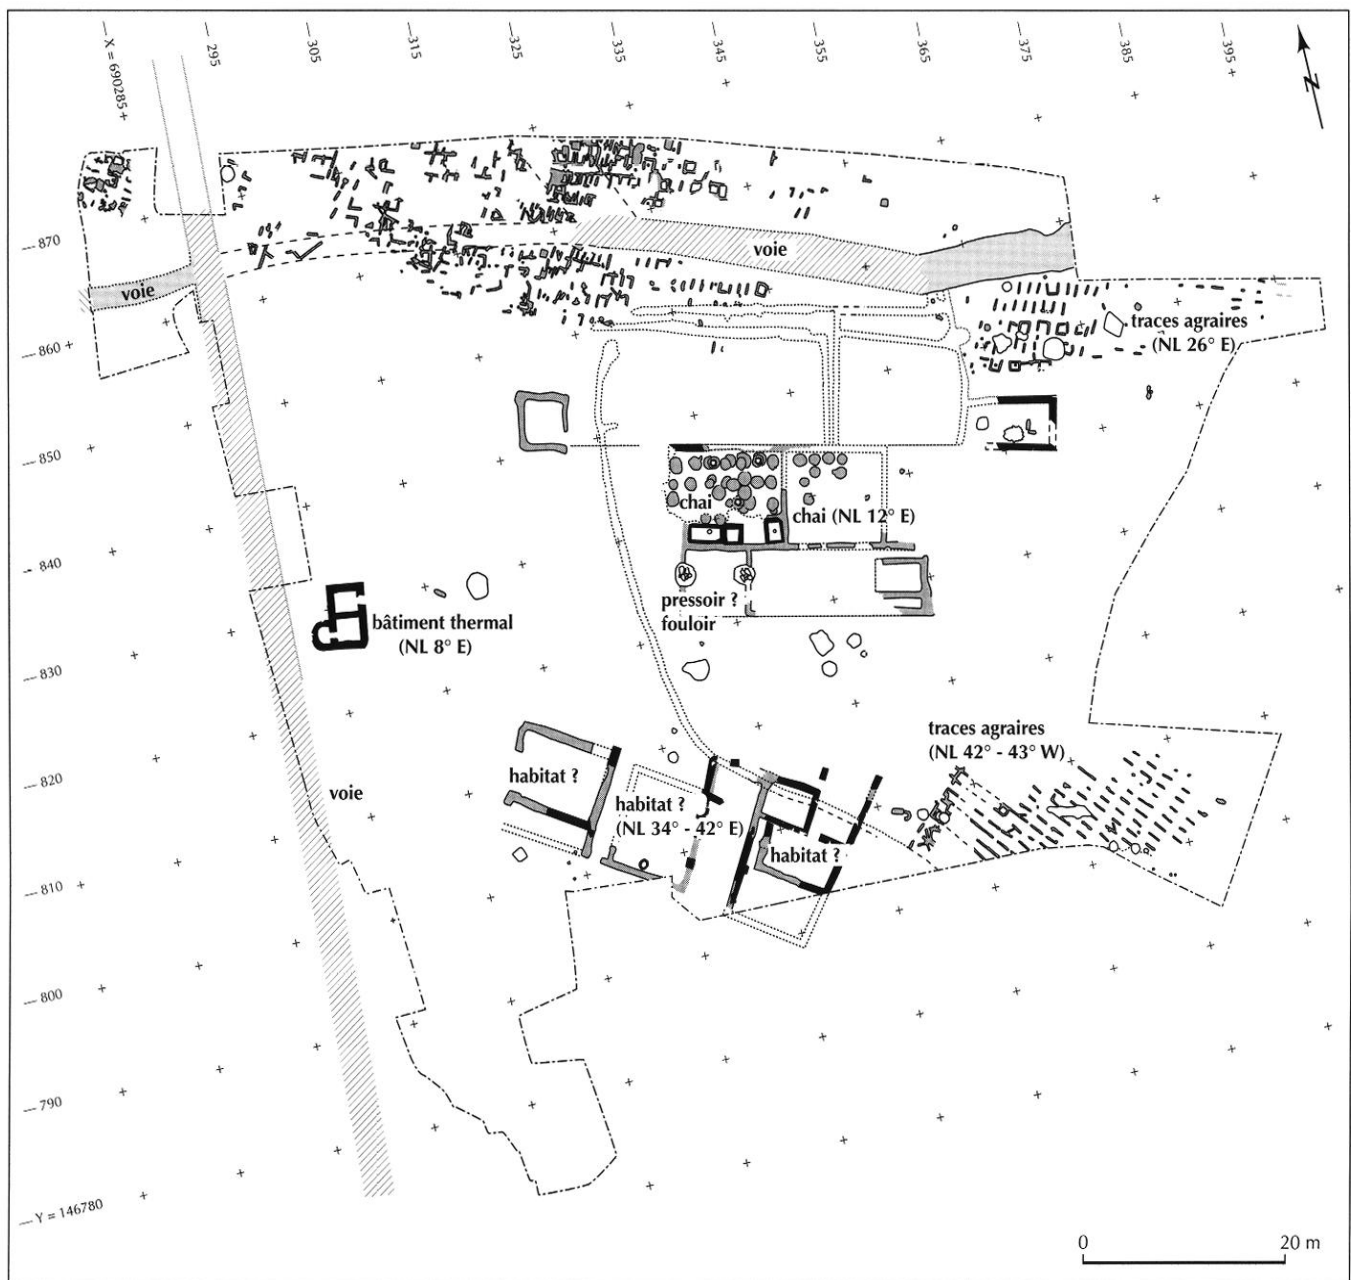 X = 690285
295
305
315
325
335
345
355
365
375
385
395
N
870
voie
voie
traces agraires
(NL 26° E)
860
850
chai
chai (NL 12° E)
840
pressoir ?
fouloir
bâtiment thermal
(NL 8° E)
830
traces agraires
(NL 42° - 43° W)
820
voie
habitat ?
habitat ?
(NL 34° - 42° E)
habitat ?
810
800
790
Y = 146780
0 20 m